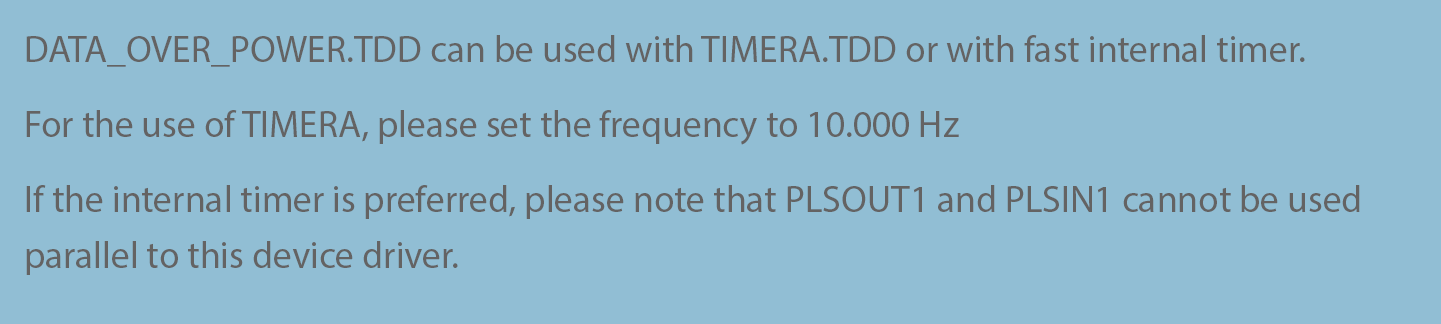 DATA_OVER_POWER.TDD can be used with TIMERA.TDD or with fast internal timer.
For the use of TIMERA, please set the frequency to 10.000 Hz
If the internal timer is preferred, please note that PLSOUT1 and PLSIN1 cannot be used
parallel to this device driver.